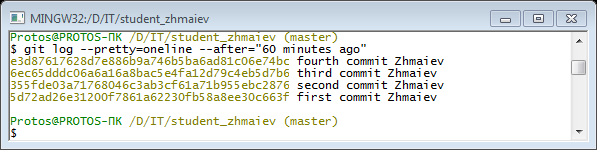 MINGW32:/D/IT/student_zhmaiev
Protos@PROTOS-ПК /D/IT/student_zhmaiev (master)
$ git log --pretty=oneline --after="60 minutes ago"
e3d87617628d7e886b9a746b5ba6ad81c06e74bc fourth commit Zhmaiev
6ec65dddc06a6a16a8bac5e4fa12d79c4eb5d7b6 third commit Zhmaiev
355fde03a71768046c3ab3cf61a71b955ebc2876 second commit Zhmaiev
5d72ad26e31200f7861a62230fb58a8ee30c663f first commit Zhmaiev
Protos@PROTOS-ПК /D/IT/student_zhmaiev (master)
$